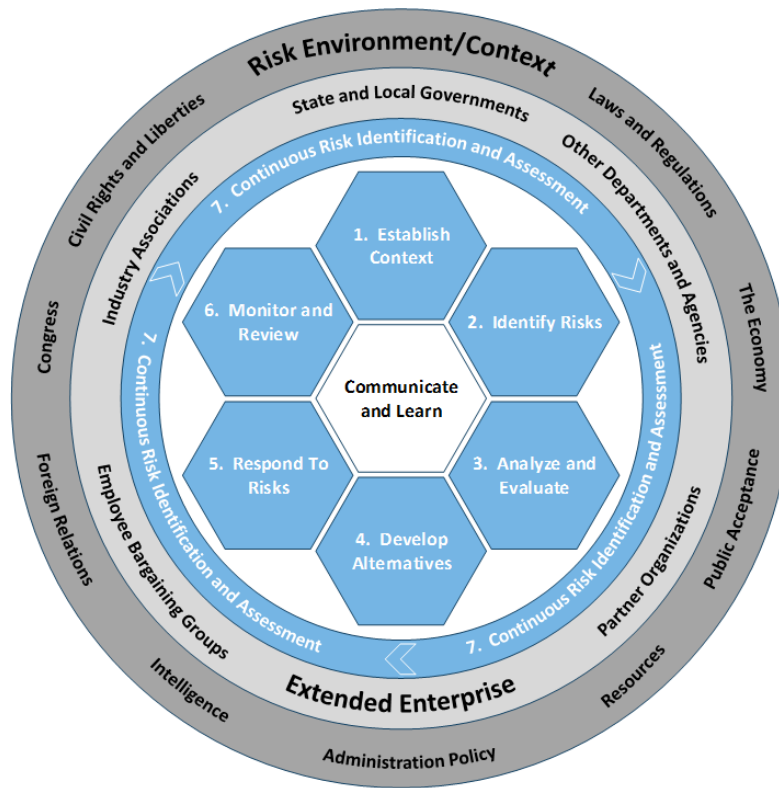 Risk Environment/Context
Laws and Regulations
The Economy
Public Acceptance
Resources
Administration Policy
Intelligence
Foreign Relations
Congress
Civil Rights and Liberties
State and Local Governments
Other Departments and Agencies
Partner Organizations
Extended Enterprise
Employee Bargaining Groups
Industry Associations
7. Continuous Risk Identification and Assessment
7. Continuous Risk Identification and Assessment
7. Continuous Risk Identification and Assessment
7. Continuous Risk Identification and Assessment
1. Establish
Context
2. Identify Risks
3. Analyze and
Evaluate
4. Develop
Alternatives
5. Respond To
Risks
6. Monitor and
Review
Communicate
and Learn